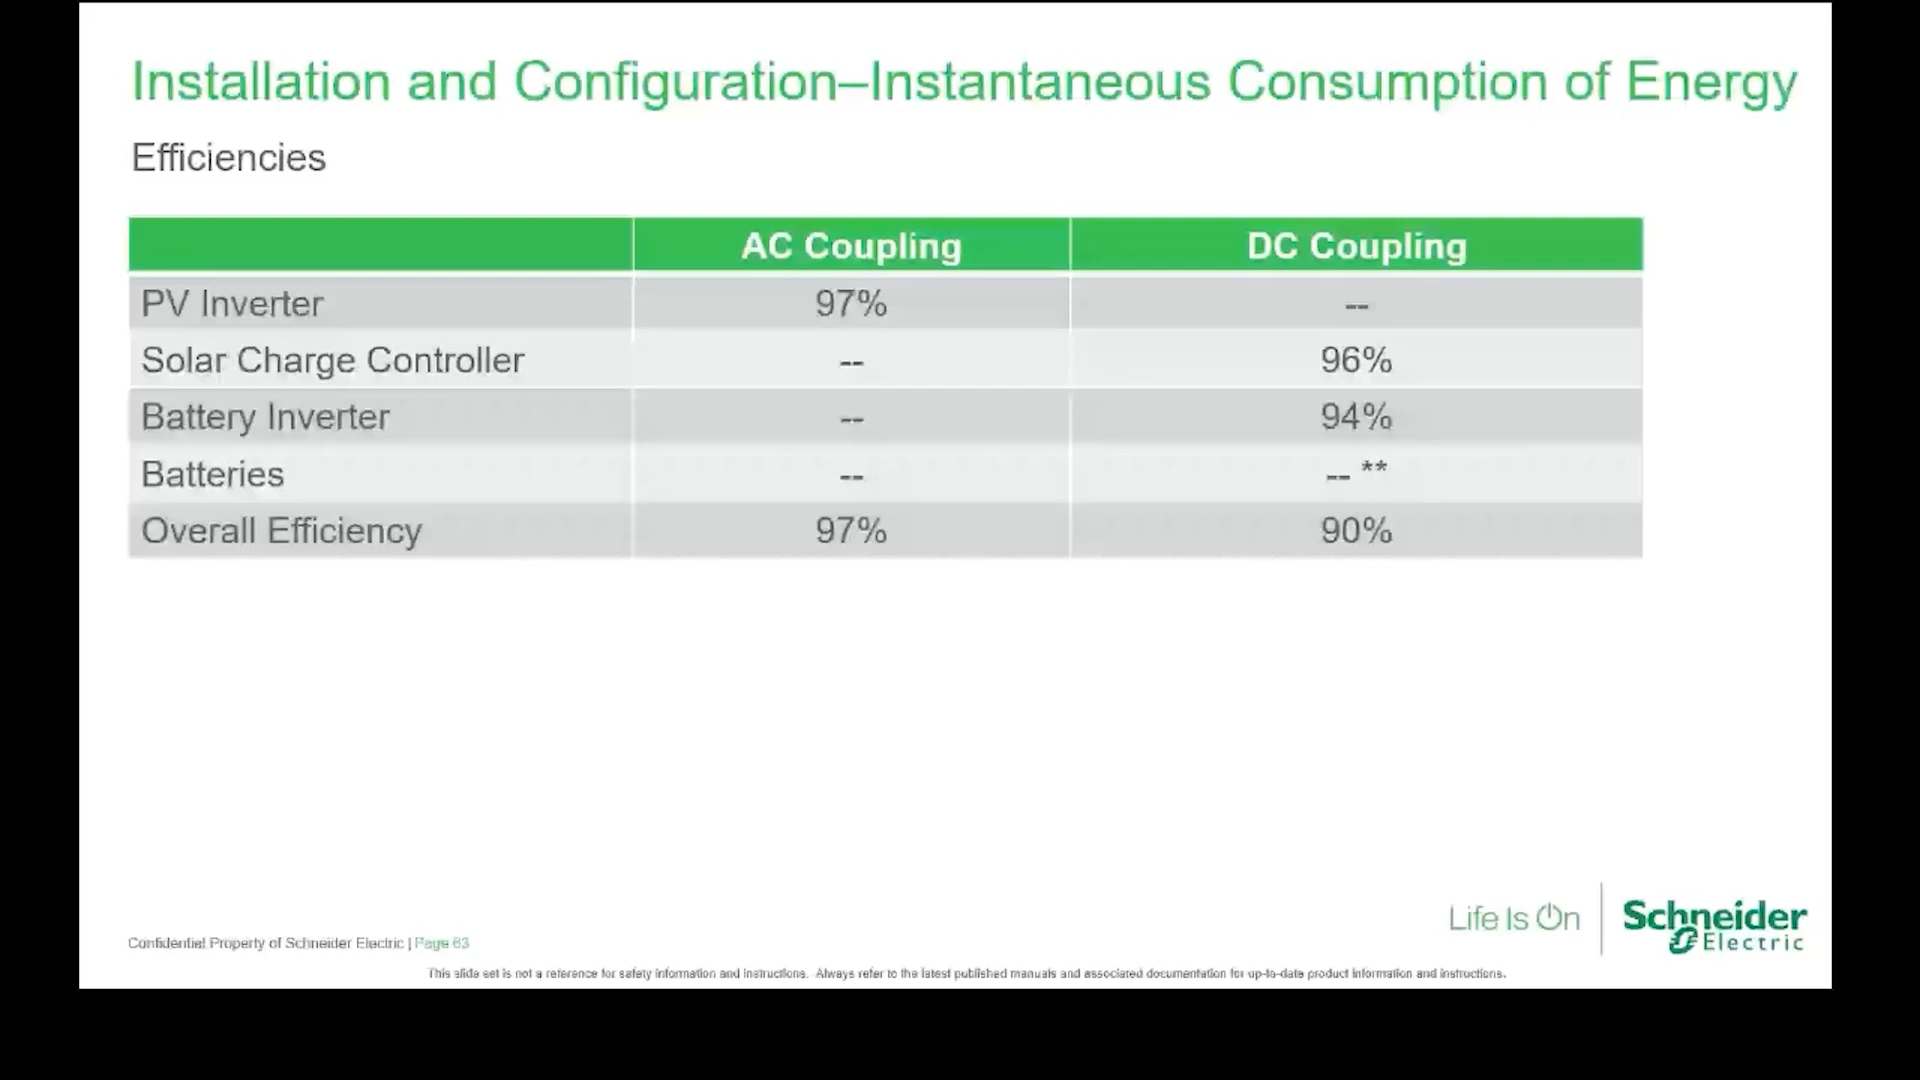 Installation and Configuration–Instantaneous Consumption of Energy
Efficiencies
AC Coupling DC Coupling
PV Inverter 97% --
Solar Charge Controller -- 96%
Battery Inverter -- 94%
Batteries -- -- **
Overall Efficiency 97% 90%
Life Is On
Schneider
Electric
Confidential Property of Schneider Electric | Page 63
This slide set is not a reference for safety information and instructions. Always refer to the latest published manuals and associated documentation for up-to-date product information and instructions.